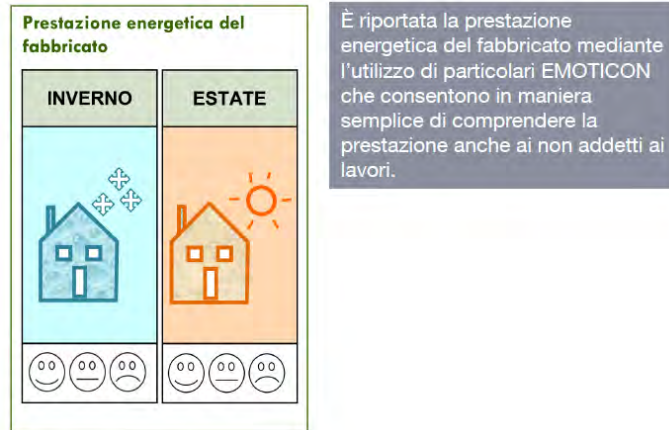 Prestazione energetica del
fabbricato
INVERNO
ESTATE
È riportata la prestazione
energetica del fabbricato mediante
l'utilizzo di particolari EMOTICON
che consentono in maniera
semplice di comprendere la
prestazione anche ai non addetti ai
lavori.